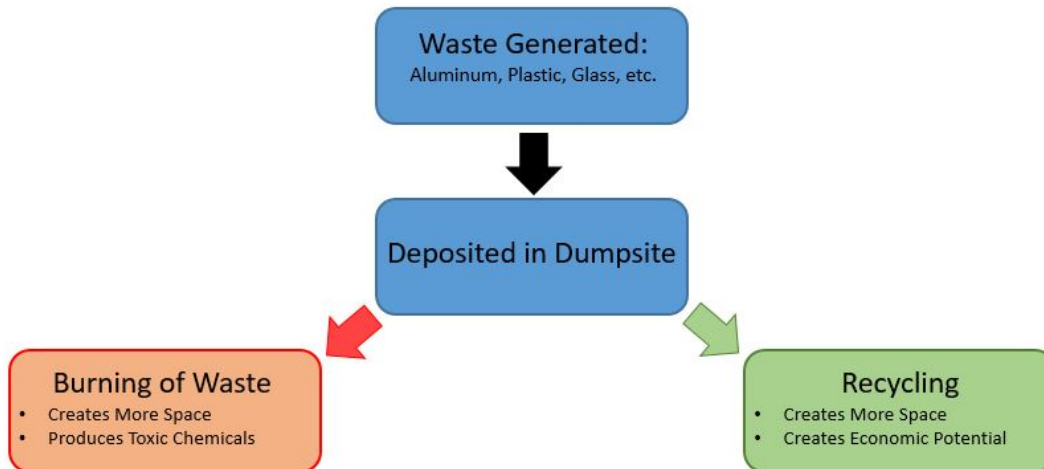 Waste Generated:
Aluminum, Plastic, Glass, etc.
Deposited in Dumpsite
Burning of Waste
• Creates More Space
• Produces Toxic Chemicals
Recycling
• Creates More Space
• Creates Economic Potential